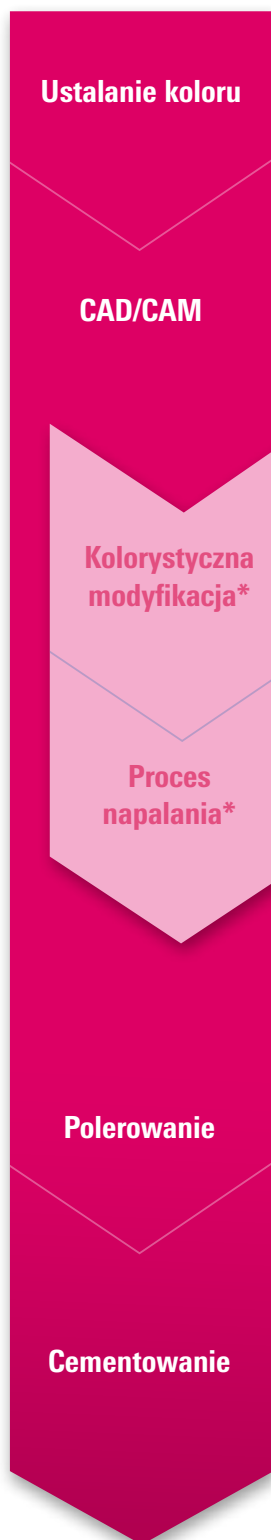 Ustalanie koloru
CAD/CAM
Kolorystyczna
modyfikacja*
Proces
napalania*
Polerowanie
Cementowanie